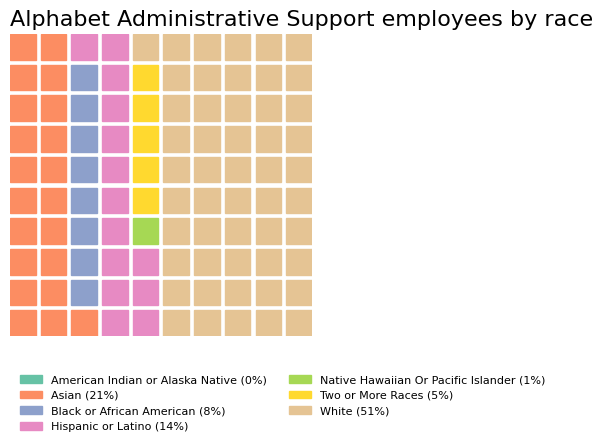 Alphabet Administrative Support employees by race
American Indian or Alaska Native (0%)
Asian (21%)
Black or African American (8%)
Hispanic or Latino (14%)
Native Hawaiian Or Pacific Islander (1%)
Two or More Races (5%)
White (51%)